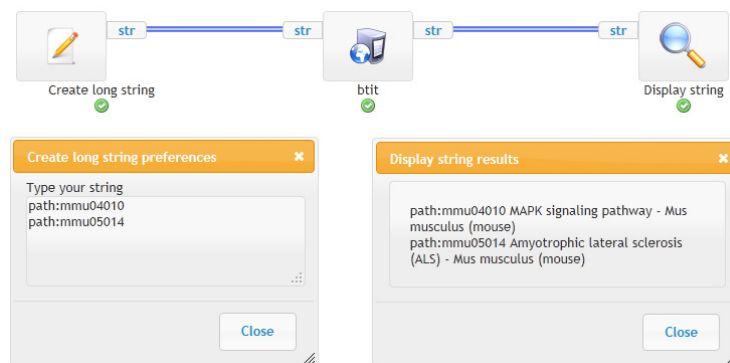 str
str
str
str
Create long string
btit
Display string
Create long string preferences
Type your string
path:mmu04010
path:mmu05014
Close
Display string results
path:mmu04010 MAPK signaling pathway - Mus
musculus (mouse)
path:mmu05014 Amyotrophic lateral sclerosis
(ALS) - Mus musculus (mouse)
Close